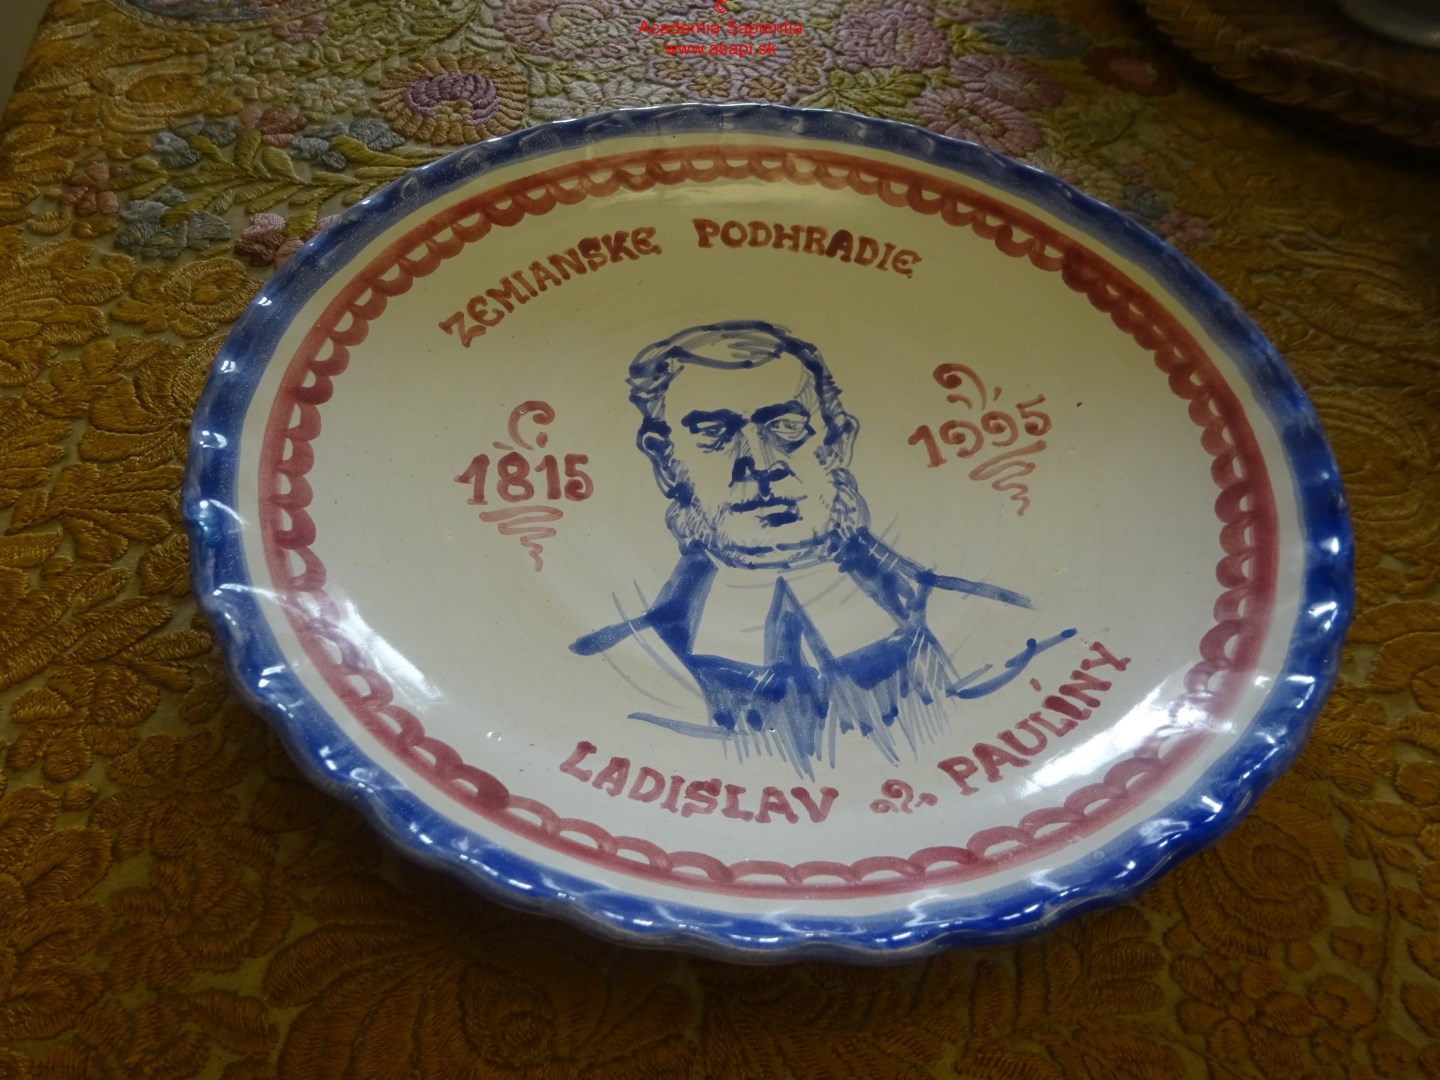 ©
Academia Sapientia
www.asapi.sk
ZEMIANSKE PODHRADIE
1815
1995
LADISLAV PAULÍNY